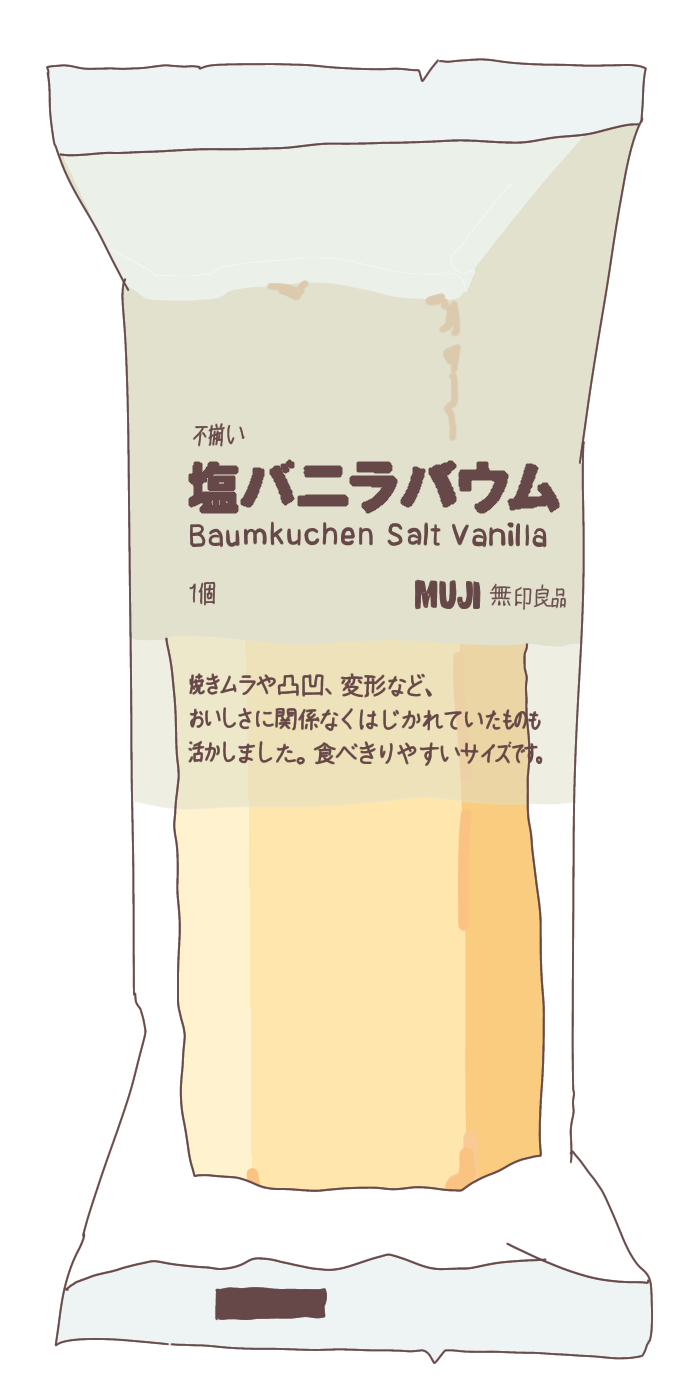 不揃い
塩バニラバウム
Baumkuchen Salt Vanilla
1個
MUJI 無印良品
焼きムラや凸凹、変形など、
おいしさに関係なくはじかれていたものも
活かしました。食べきりやすいサイズです。